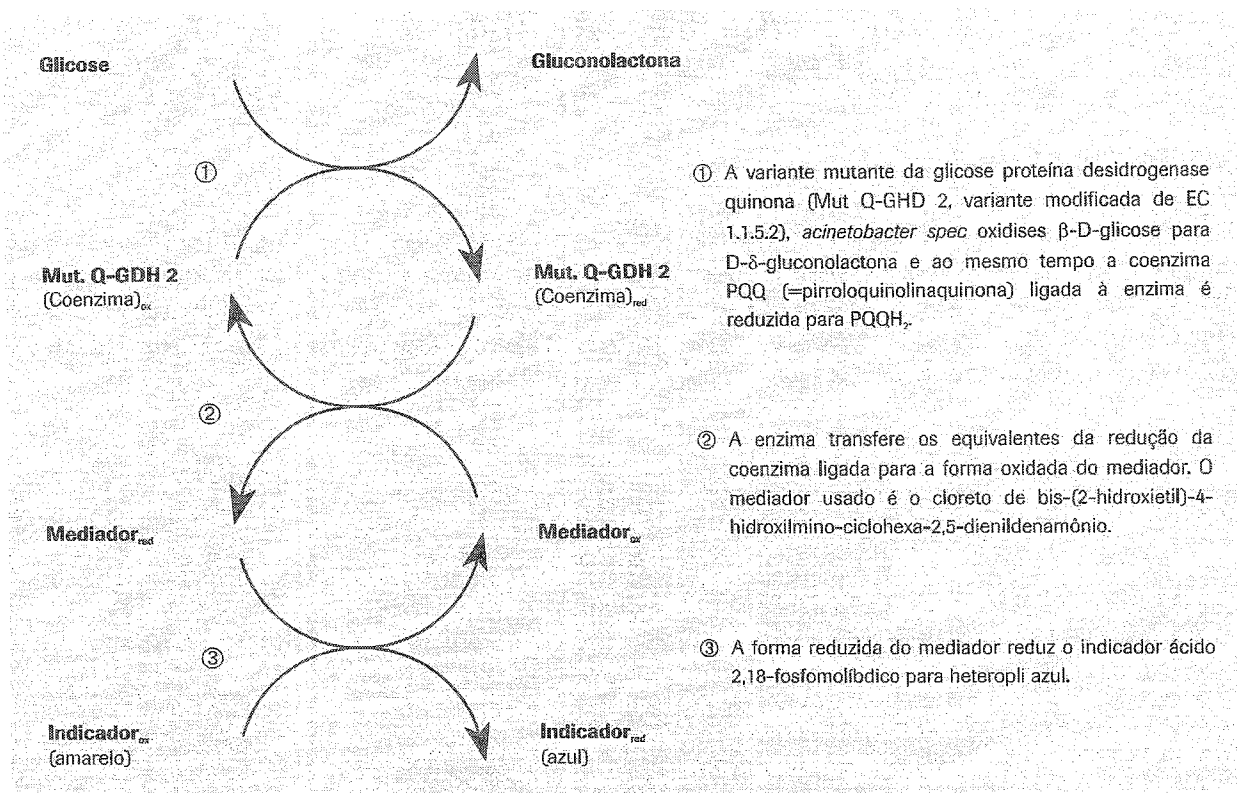 Glicose
Gluconolactona
①
① A variante mutante da glicose proteína desidrogenase
quinona (Mut Q-GHD 2, variante modificada de EC
1.1.5.2), acinetobacter spec oxidises β-D-glicose para
D-δ-gluconolactona e ao mesmo tempo a coenzima
PQQ (=pirroloquinolinaquinona) ligada à enzima é
reduzida para PQQH₂.
Mut. Q-GDH 2
(Coenzima)ox
Mut. Q-GDH 2
(Coenzima)red
②
② A enzima transfere os equivalentes da redução da
coenzima ligada para a forma oxidada do mediador. O
mediador usado é o cloreto de bis-(2-hidroxietil)-4-
hidroxilmino-ciclohexa-2,5-dienildenamônio.
Mediadorred
Mediadorox
③
③ A forma reduzida do mediador reduz o indicador ácido
2,18-fosfomolíbdico para heteropli azul.
Indicadorox
(amarelo)
Indicadorred
(azul)